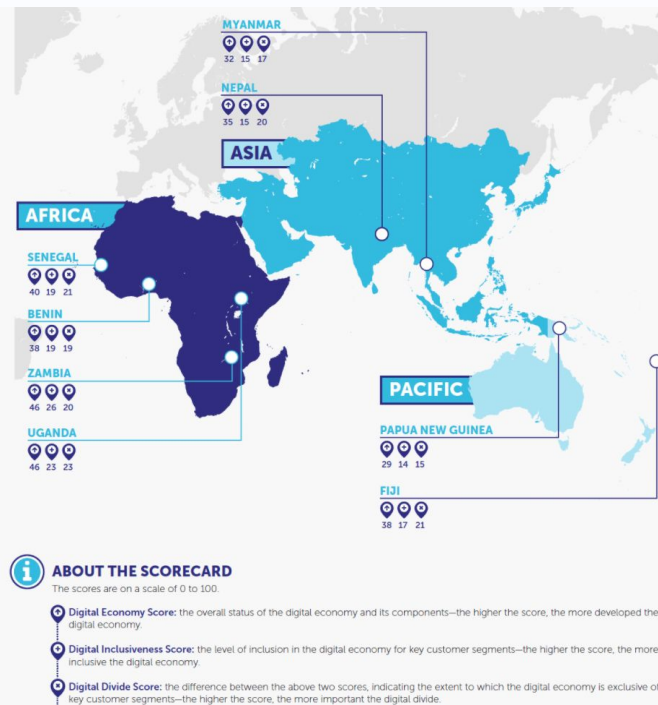 MYANMAR
32 15 17
NEPAL
35 15 20
ASIA
AFRICA
SENEGAL
40 19 21
BENIN
38 19 19
ZAMBIA
46 26 20
UGANDA
46 23 23
PACIFIC
PAPUA NEW GUINEA
29 14 15
FIJI
38 17 21
ABOUT THE SCORECARD
The scores are on a scale of 0 to 100.
Digital Economy Score: the overall status of the digital economy and its components—the higher the score, the more developed the
digital economy.
Digital Inclusiveness Score: the level of inclusion in the digital economy for key customer segments—the higher the score, the more
inclusive the digital economy.
Digital Divide Score: the difference between the above two scores, indicating the extent to which the digital economy is exclusive of
key customer segments—the higher the score, the more important the digital divide.